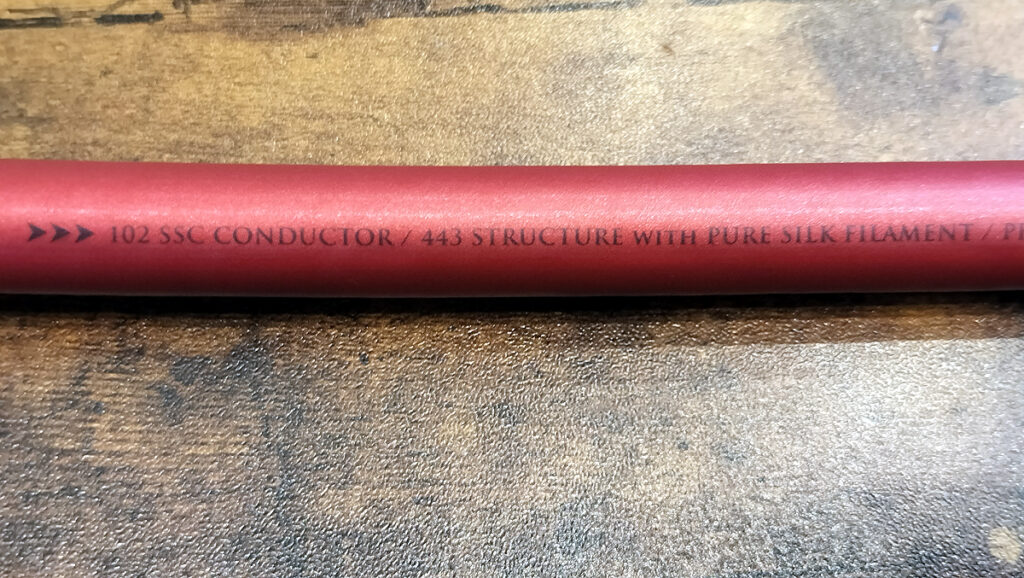 102 SSC CONDUCTOR / 443 STRUCTURE WITH PURE SILK FILAMENT /